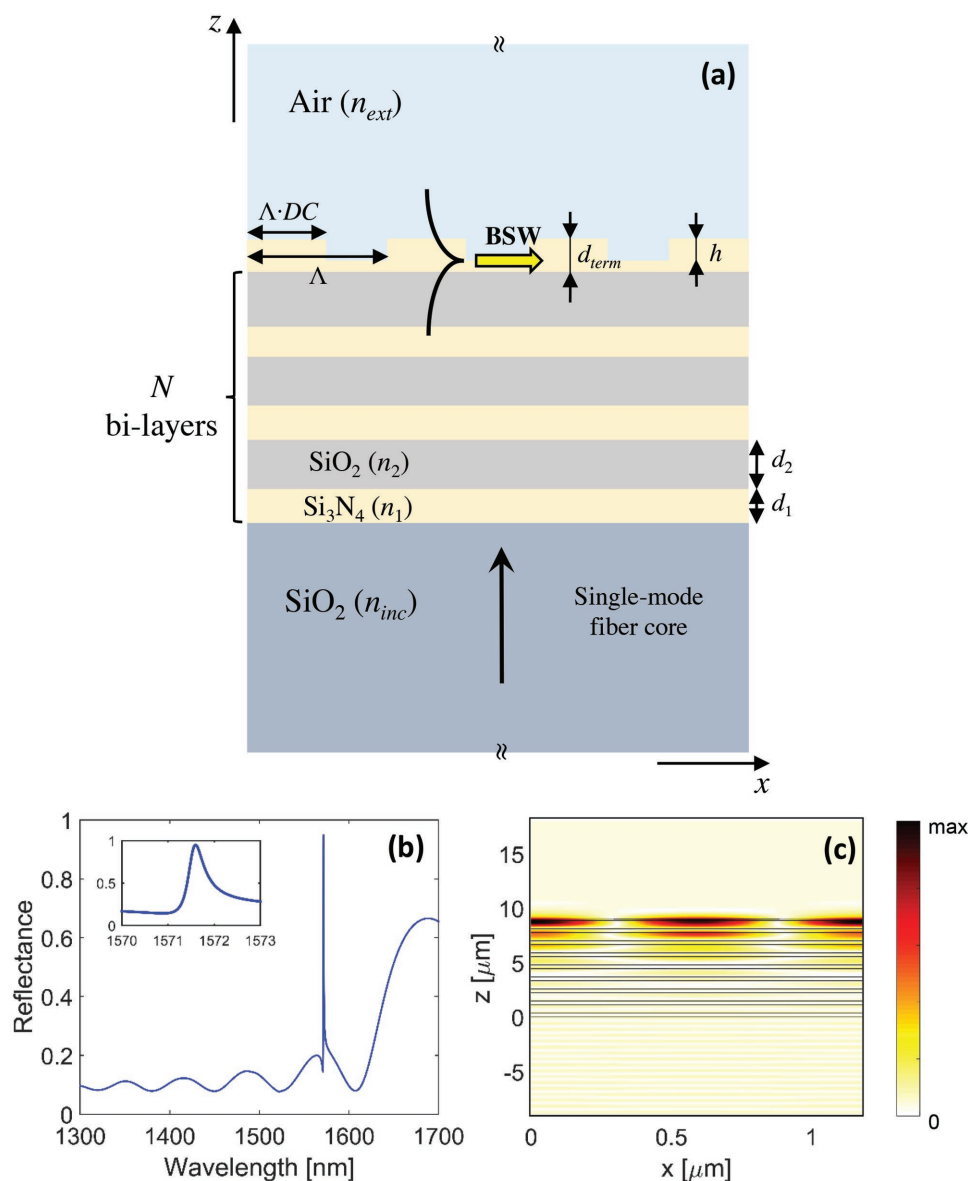 z
(a)
Air (n_ext)
Λ·DC
Λ
BSW
d_term
h
N
bi-layers
SiO₂ (n₂)
d₂
Si₃N₄ (n₁)
d₁
SiO₂ (n_inc)
Single-mode
fiber core
x
(b)
Reflectance
1
0.8
0.6
0.4
0.2
0
1300 1400 1500 1600 1700
Wavelength [nm]
1
0.5
0
1570 1571 1572 1573
(c)
z [μm]
15
10
5
0
-5
0 0.5 1
x [μm]
max
0